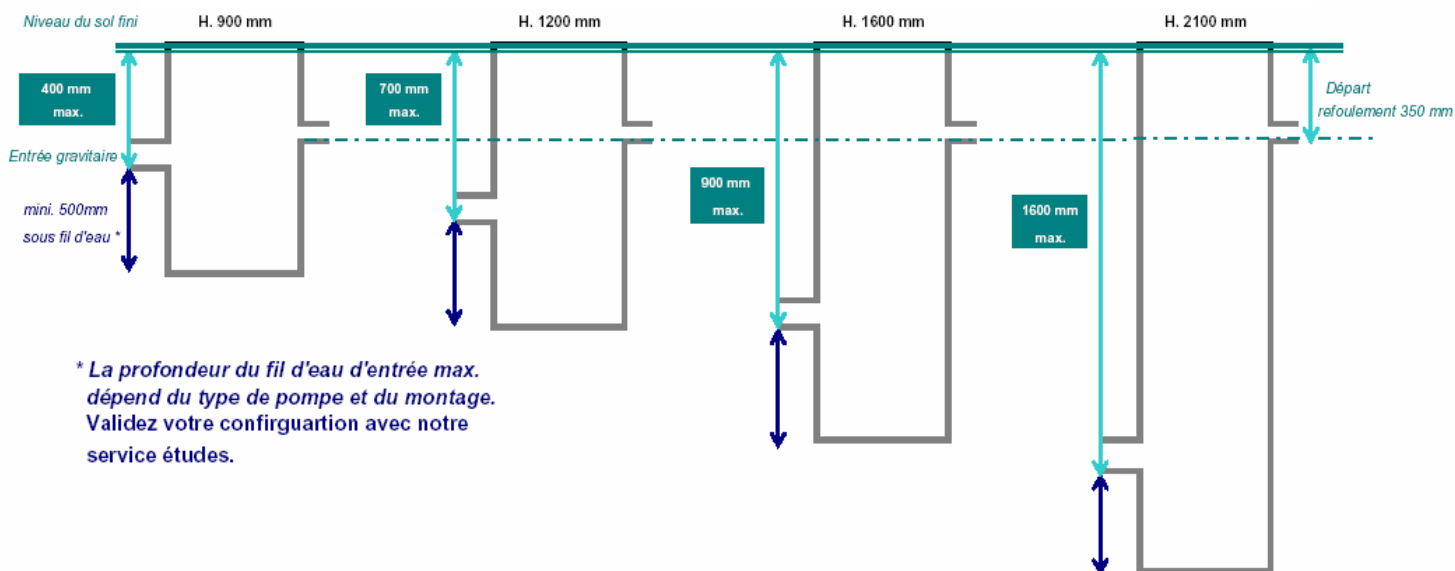 Niveau du sol fini
H. 900 mm
H. 1200 mm
H. 1600 mm
H. 2100 mm
400 mm
max.
700 mm
max.
900 mm
max.
1600 mm
max.
Départ
refoulement 350 mm
Entrée gravitaire
mini. 500mm
sous fil d'eau *
* La profondeur du fil d'eau d'entrée max.
dépend du type de pompe et du montage.
Validez votre confirguartion avec notre
service études.